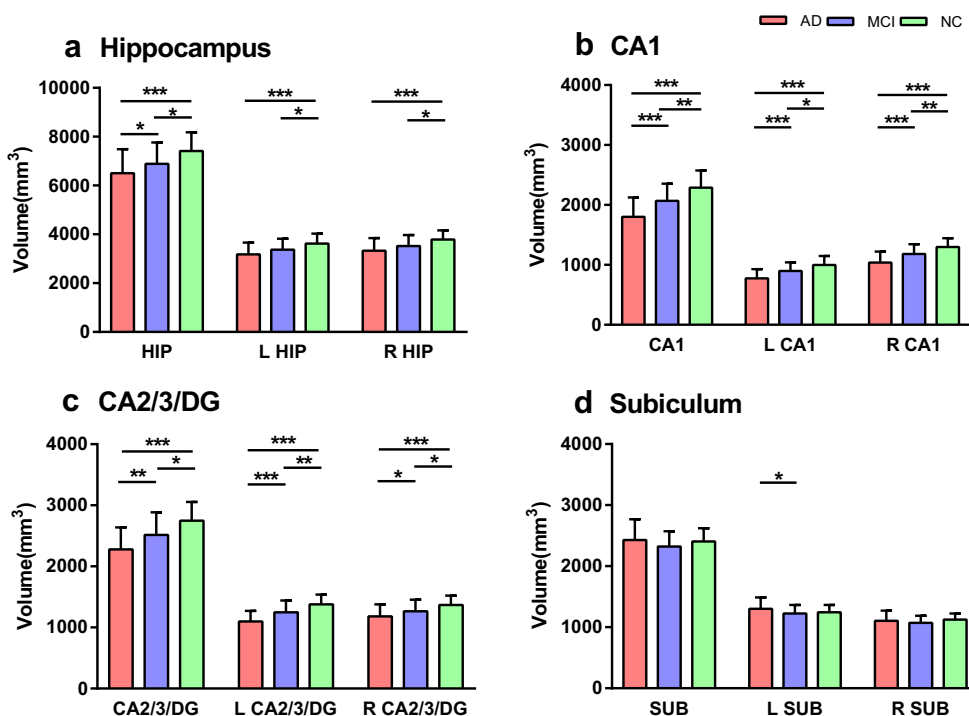 AD MCI NC
a Hippocampus
Volume(mm3)
10000
8000
6000
4000
2000
0
*** * * *** * *** *
HIP L HIP R HIP
b CA1
Volume(mm3)
4000
3000
2000
1000
0
*** ** *** *** * *** *** ** ***
CA1 L CA1 R CA1
c CA2/3/DG
Volume(mm3)
4000
3000
2000
1000
0
*** * ** *** ** *** *** * *
CA2/3/DG L CA2/3/DG R CA2/3/DG
d Subiculum
Volume(mm3)
4000
3000
2000
1000
0
*
SUB L SUB R SUB